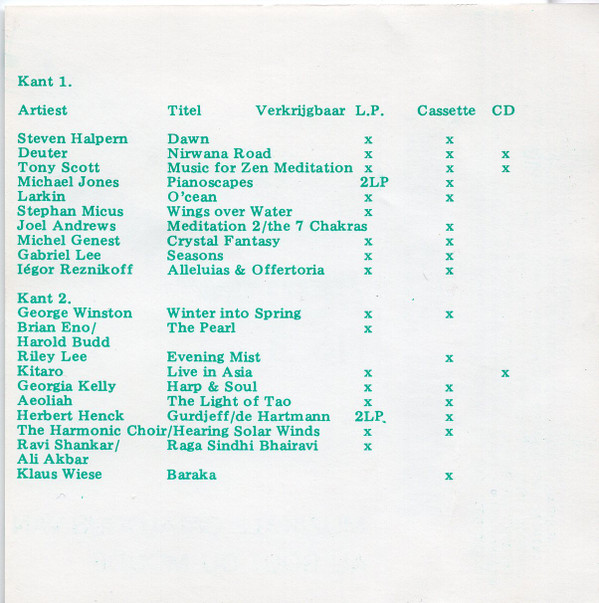 Kant 1.
Artiest Titel Verkrijgbaar L.P. Cassette CD
Steven Halpern Dawn x x
Deuter Nirwana Road x x x
Tony Scott Music for Zen Meditation x x x
Michael Jones Pianoscapes 2LP x
Larkin O'cean x x
Stephan Micus Wings over Water x
Joel Andrews Meditation 2/the 7 Chakras x
Michel Genest Crystal Fantasy x x
Gabriel Lee Seasons x x
Iégor Reznikoff Alleluias & Offertoria x x
Kant 2.
George Winston Winter into Spring x x
Brian Eno/ The Pearl x
Harold Budd
Riley Lee Evening Mist x
Kitaro Live in Asia x x
Georgia Kelly Harp & Soul x x
Aeoliah The Light of Tao x x
Herbert Henck Gurdjeff/de Hartmann 2LP. x
The Harmonic Choir/Hearing Solar Winds x x
Ravi Shankar/ Raga Sindhi Bhairavi x
Ali Akbar
Klaus Wiese Baraka x